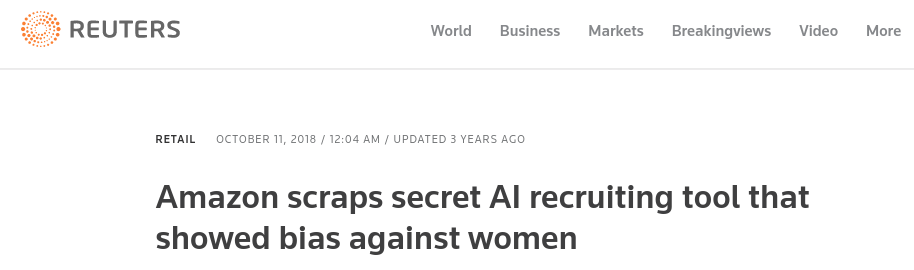 REUTERS World Business Markets Breakingviews Video More
RETAIL OCTOBER 11, 2018 / 12:04 AM / UPDATED 3 YEARS AGO
Amazon scraps secret AI recruiting tool that
showed bias against women